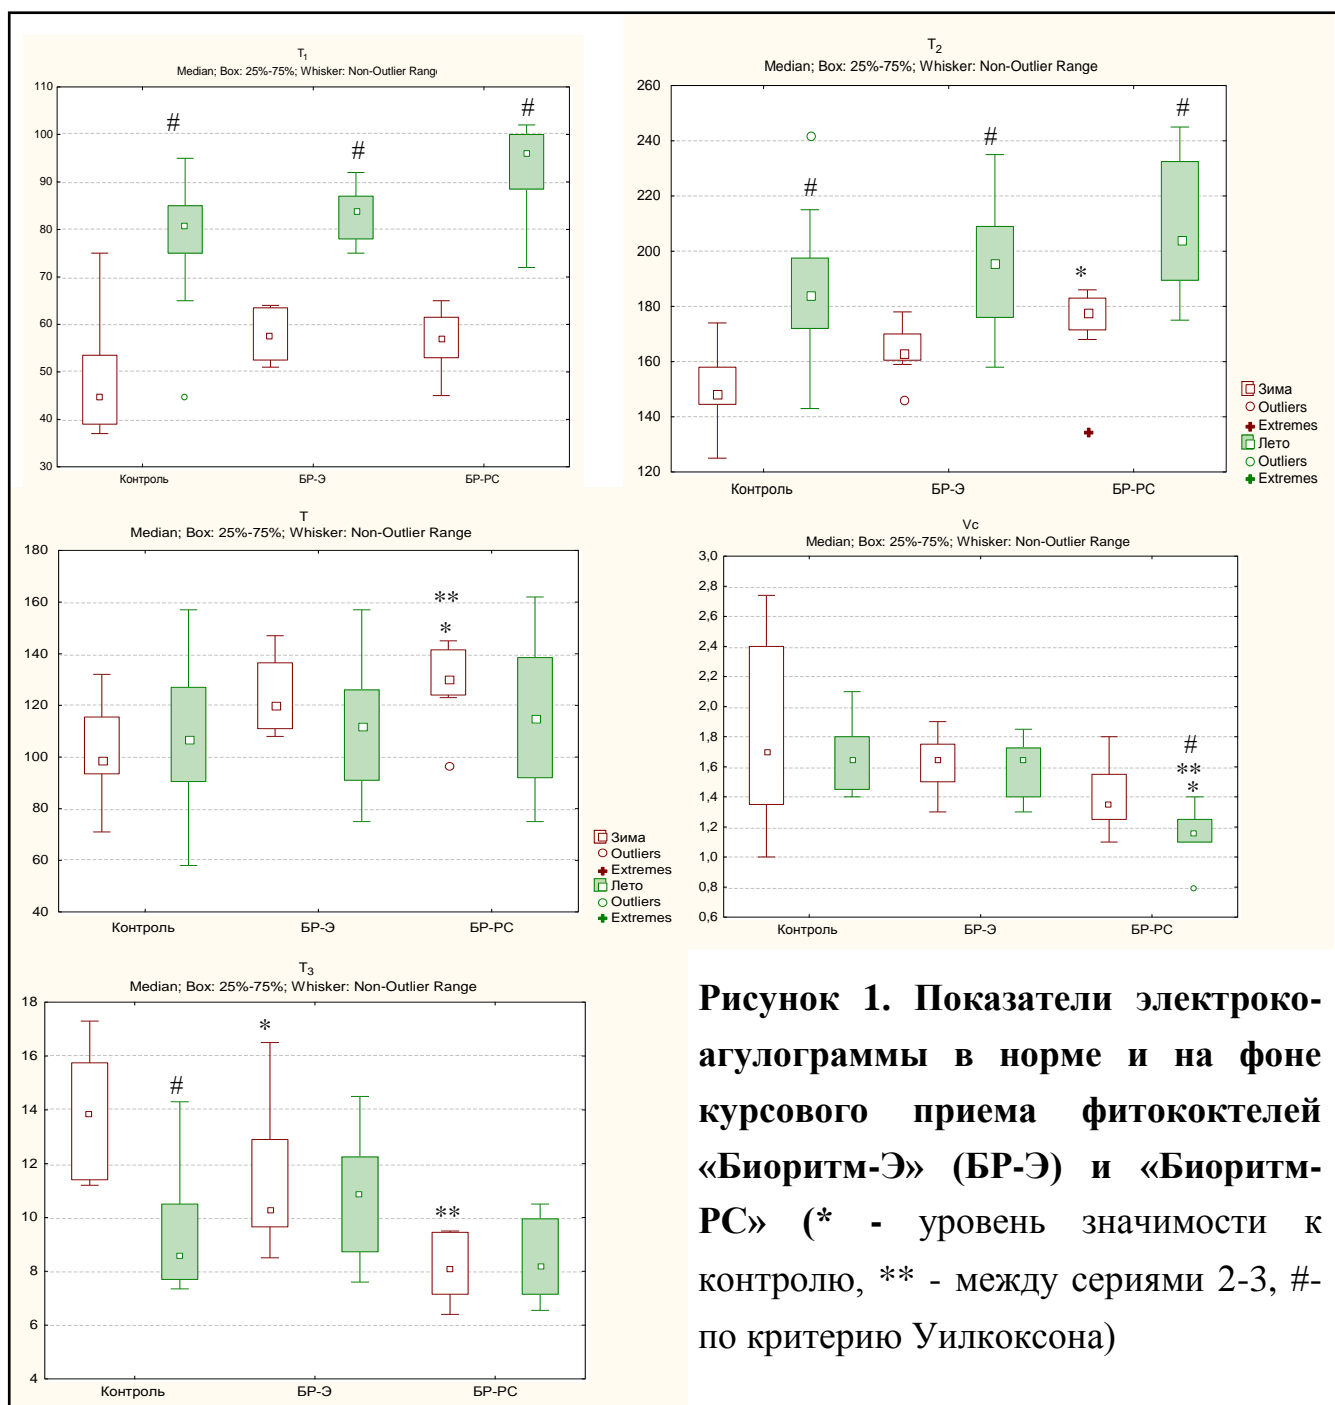 T1
Median; Box: 25%-75%; Whisker: Non-Outlier Rang
110
100
90
80
70
60
50
40
30
# # #
Контроль БР-Э БР-РС
T2
Median; Box: 25%-75%; Whisker: Non-Outlier Range
260
240
220
200
180
160
140
120
# # #
*
Контроль БР-Э БР-РС
Зима
Outliers
Extremes
Лето
Outliers
Extremes
T
Median; Box: 25%-75%; Whisker: Non-Outlier Range
180
160
140
120
100
80
60
40
**
*
Контроль БР-Э БР-РС
Зима
Outliers
Extremes
Лето
Outliers
Extremes
Vc
Median; Box: 25%-75%; Whisker: Non-Outlier Range
3,0
2,8
2,6
2,4
2,2
2,0
1,8
1,6
1,4
1,2
1,0
0,8
0,6
#
**
*
Контроль БР-Э БР-РС
T3
Median; Box: 25%-75%; Whisker: Non-Outlier Range
18
16
14
12
10
8
6
4
# * **
Контроль БР-Э БР-РС
Рисунок 1. Показатели электроко-
агулограммы в норме и на фоне
курсового приема фитококтелей
«Биоритм-Э» (БР-Э) и «Биоритм-
РС» (* - уровень значимости к
контролю, ** - между сериями 2-3, #-
по критерию Уилкоксона)